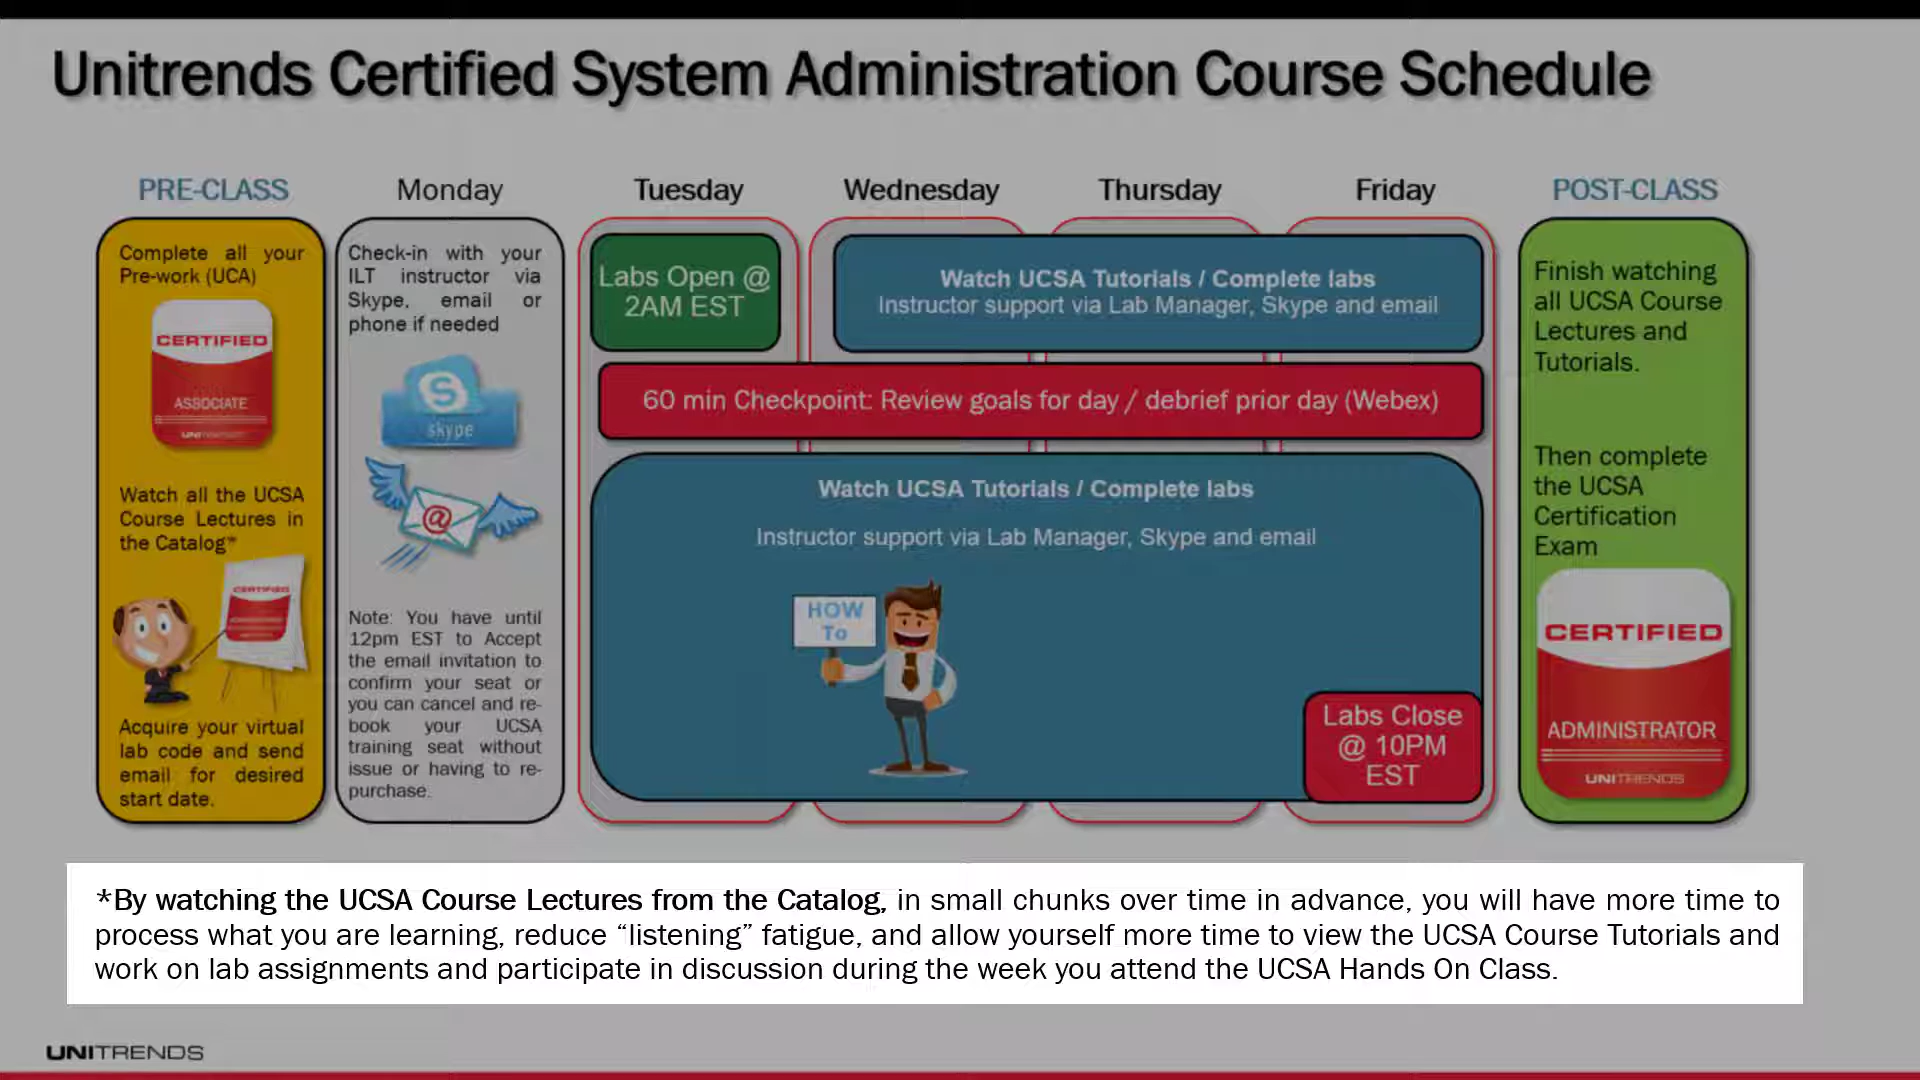 Unitrends Certified System Administration Course Schedule
PRE-CLASS
Complete all your
Pre-work (UCA)
CERTIFIED
ASSOCIATE
UNITRENDS
Watch all the UCSA
Course Lectures in
the Catalog*
CERTIFIED
Acquire your virtual
lab code and send
email for desired
start date.
Monday
Check-in with your
ILT instructor via
Skype, email or
phone if needed
skype
@
Note: You have until
12pm EST to Accept
the email invitation to
confirm your seat or
you can cancel and re-
book your UCSA
training seat without
issue or having to re-
purchase.
Tuesday
Wednesday
Thursday
Friday
Labs Open @
2AM EST
Watch UCSA Tutorials / Complete labs
Instructor support via Lab Manager, Skype and email
60 min Checkpoint: Review goals for day / debrief prior day (Webex)
Watch UCSA Tutorials / Complete labs
Instructor support via Lab Manager, Skype and email
HOW
To
Labs Close
@ 10PM
EST
POST-CLASS
Finish watching
all UCSA Course
Lectures and
Tutorials.
Then complete
the UCSA
Certification
Exam
CERTIFIED
ADMINISTRATOR
UNITRENDS
*By watching the UCSA Course Lectures from the Catalog, in small chunks over time in advance, you will have more time to
process what you are learning, reduce “listening” fatigue, and allow yourself more time to view the UCSA Course Tutorials and
work on lab assignments and participate in discussion during the week you attend the UCSA Hands On Class.
UNITRENDS